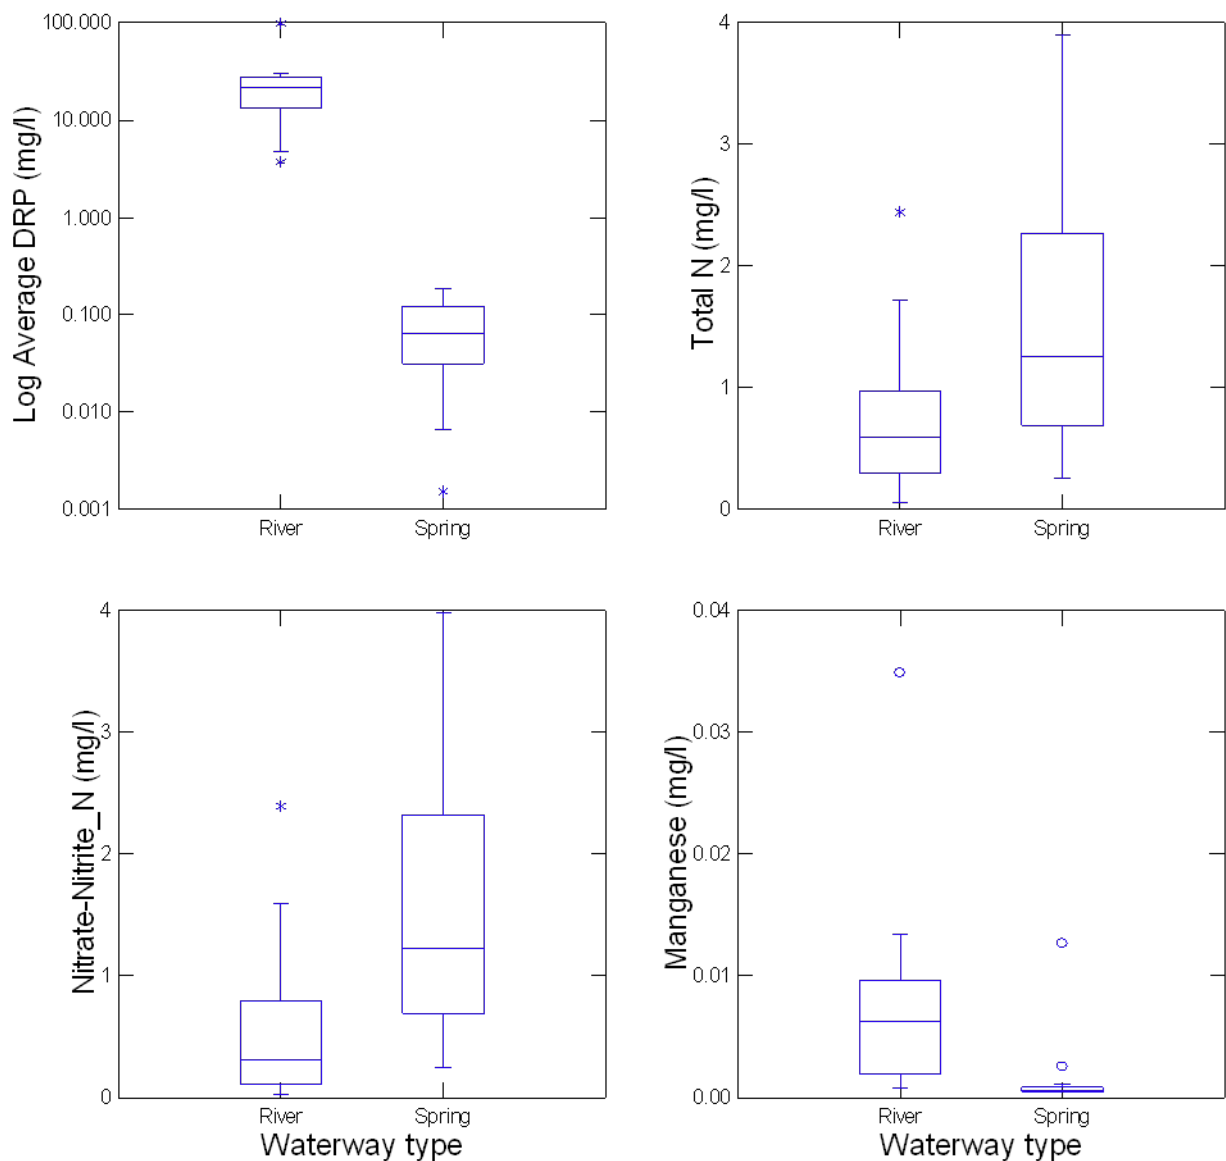 Log Average DRP (mg/l)
100.000
10.000
1.000
0.100
0.010
0.001
River
Spring
Total N (mg/l)
4
3
2
1
0
River
Spring
Nitrate-Nitrite_N (mg/l)
4
3
2
1
0
River
Spring
Waterway type
Manganese (mg/l)
0.04
0.03
0.02
0.01
0.00
River
Spring
Waterway type